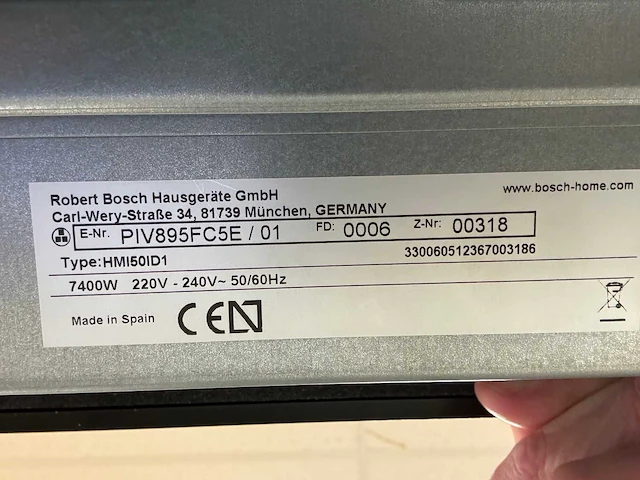 Robert Bosch Hausgeräte GmbH
www.bosch-home.com
Carl-Wery-Straße 34, 81739 München, GERMANY
E-Nr. PIV895FC5E / 01 FD: 0006 Z-Nr: 00318
Type:HMI50ID1
330060512367003186
7400W 220V - 240V~ 50/60Hz
Made in Spain CE N